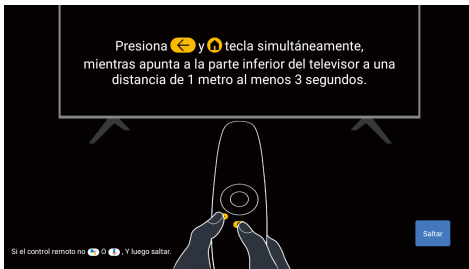 Presiona y tecla simultáneamente,
mientras apunta a la parte inferior del televisor a una
distancia de 1 metro al menos 3 segundos.
Saltar
Si el control remoto no O , Y luego saltar.